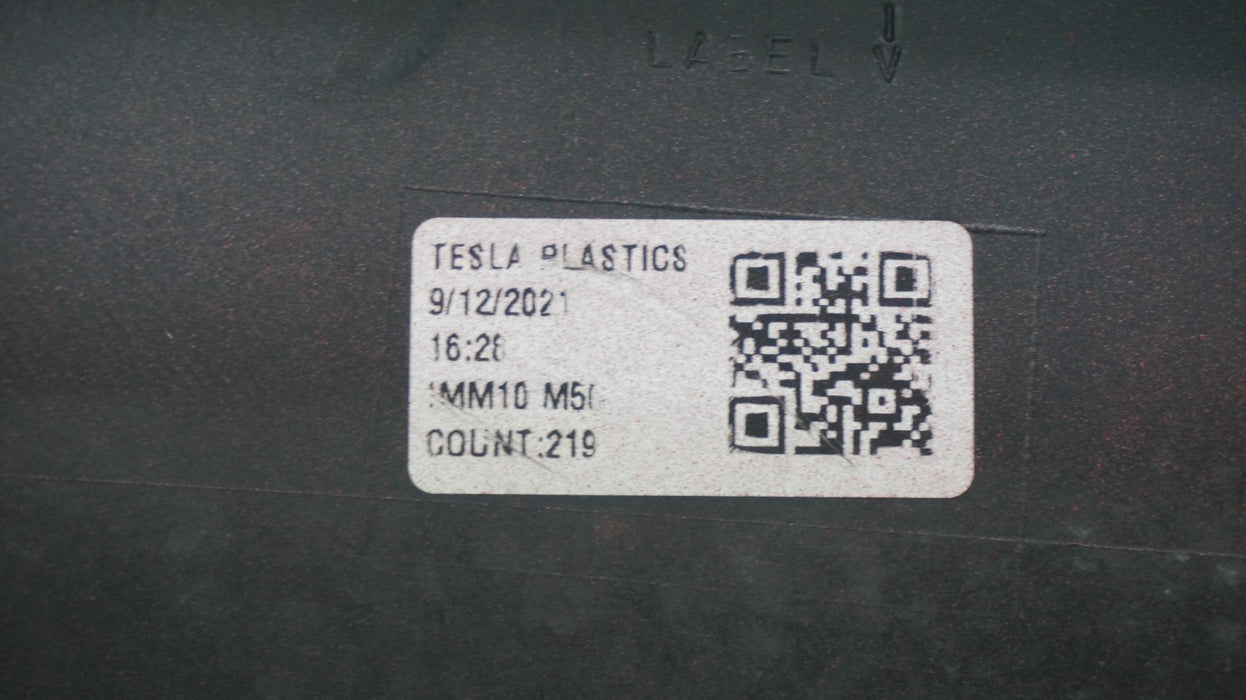 LABEL
TESLA PLASTICS
9/12/2021
16:28
COUNT:219